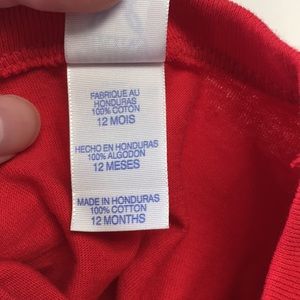 FABRIQUE AU
HONDURAS
100% COTON
12 MOIS
HECHO EN HONDURAS
100% ALGODON
12 MESES
MADE IN HONDURAS
100% COTTON
12 MONTHS